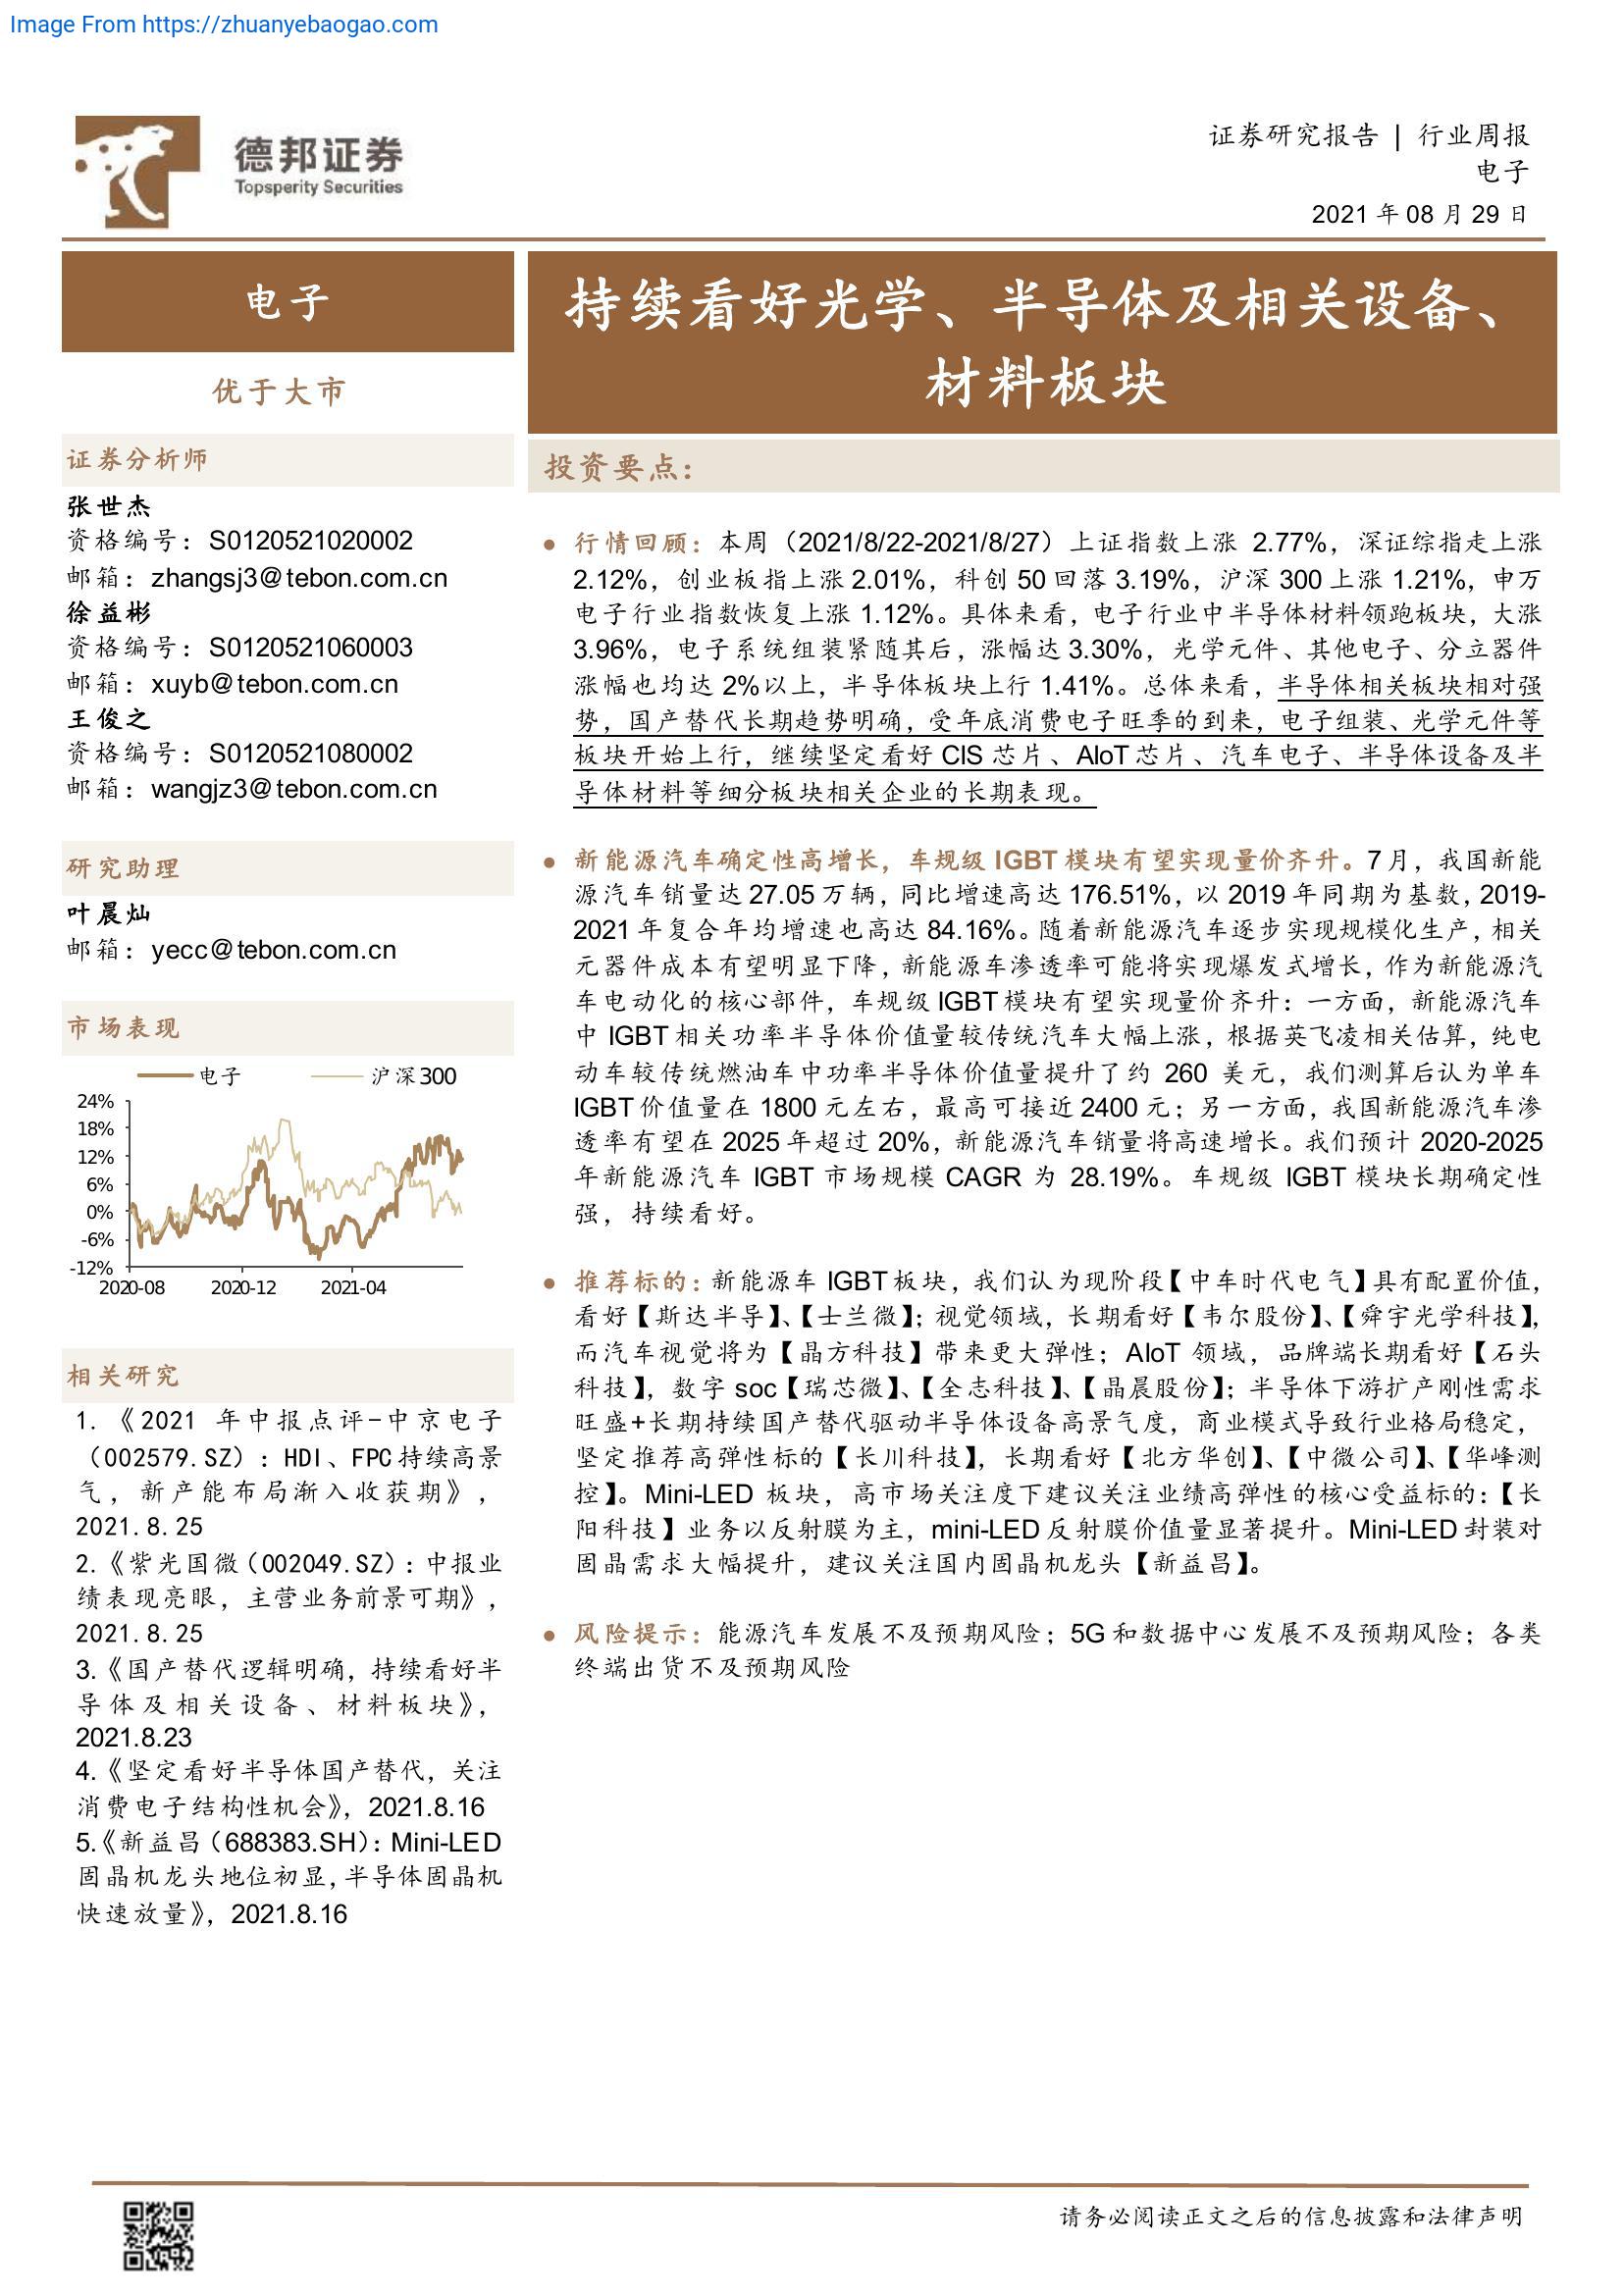 Image From https://zhuanyebaogao.com
德邦证券
Topsperity Securities
证券研究报告 | 行业周报
电子
2021 年 08 月 29 日
电子
优于大市
证券分析师
张世杰
资格编号：S0120521020002
邮箱：zhangsj3@tebon.com.cn
徐益彬
资格编号：S0120521060003
邮箱：xuyb@tebon.com.cn
王俊之
资格编号：S0120521080002
邮箱：wangjz3@tebon.com.cn
研究助理
叶晨灿
邮箱：yecc@tebon.com.cn
市场表现
电子 沪深300
24%
18%
12%
6%
0%
-6%
-12%
2020-08 2020-12 2021-04
相关研究
1.《2021 年中报点评-中京电子
（002579.SZ）：HDI、FPC 持续高景
气，新产能布局渐入收获期》，
2021.8.25
2.《紫光国微（002049.SZ）：中报业
绩表现亮眼，主营业务前景可期》，
2021.8.25
3.《国产替代逻辑明确，持续看好半
导体及相关设备、材料板块》，
2021.8.23
4.《坚定看好半导体国产替代，关注
消费电子结构性机会》，2021.8.16
5.《新益昌（688383.SH）：Mini-LED
固晶机龙头地位初显，半导体固晶机
快速放量》，2021.8.16
持续看好光学、半导体及相关设备、
材料板块
投资要点：
● 行情回顾：本周（2021/8/22-2021/8/27）上证指数上涨 2.77%，深证综指走上涨
2.12%，创业板指上涨 2.01%，科创 50 回落 3.19%，沪深 300 上涨 1.21%，申万
电子行业指数恢复上涨 1.12%。具体来看，电子行业中半导体材料领跑板块，大涨
3.96%，电子系统组装紧随其后，涨幅达 3.30%，光学元件、其他电子、分立器件
涨幅也均达 2%以上，半导体板块上行 1.41%。总体来看，半导体相关板块相对强
势，国产替代长期趋势明确，受年底消费电子旺季的到来，电子组装、光学元件等
板块开始上行，继续坚定看好 CIS 芯片、AIoT 芯片、汽车电子、半导体设备及半
导体材料等细分板块相关企业的长期表现。
● 新能源汽车确定性高增长，车规级 IGBT 模块有望实现量价齐升。7 月，我国新能
源汽车销量达 27.05 万辆，同比增速高达 176.51%，以 2019 年同期为基数，2019-
2021 年复合年均增速也高达 84.16%。随着新能源汽车逐步实现规模化生产，相关
元器件成本有望明显下降，新能源车渗透率可能将实现爆发式增长，作为新能源汽
车电动化的核心部件，车规级 IGBT 模块有望实现量价齐升：一方面，新能源汽车
中 IGBT 相关功率半导体价值量较传统汽车大幅上涨，根据英飞凌相关估算，纯电
动车较传统燃油车中功率半导体价值量提升了约 260 美元，我们测算后认为单车
IGBT 价值量在 1800 元左右，最高可接近 2400 元；另一方面，我国新能源汽车渗
透率有望在 2025 年超过 20%，新能源汽车销量将高速增长。我们预计 2020-2025
年新能源汽车 IGBT 市场规模 CAGR 为 28.19%。车规级 IGBT 模块长期确定性
强，持续看好。
● 推荐标的：新能源车 IGBT 板块，我们认为现阶段【中车时代电气】具有配置价值，
看好【斯达半导】、【士兰微】；视觉领域，长期看好【韦尔股份】、【舜宇光学科技】，
而汽车视觉将为【晶方科技】带来更大弹性；AIoT 领域，品牌端长期看好【石头
科技】，数字 soc【瑞芯微】、【全志科技】、【晶晨股份】；半导体下游扩产刚性需求
旺盛+长期持续国产替代驱动半导体设备高景气度，商业模式导致行业格局稳定，
坚定推荐高弹性标的【长川科技】，长期看好【北方华创】、【中微公司】、【华峰测
控】。Mini-LED 板块，高市场关注度下建议关注业绩高弹性的核心受益标的：【长
阳科技】业务以反射膜为主，mini-LED 反射膜价值量显著提升。Mini-LED 封装对
固晶需求大幅提升，建议关注国内固晶机龙头【新益昌】。
● 风险提示：能源汽车发展不及预期风险；5G 和数据中心发展不及预期风险；各类
终端出货不及预期风险
请务必阅读正文之后的信息披露和法律声明